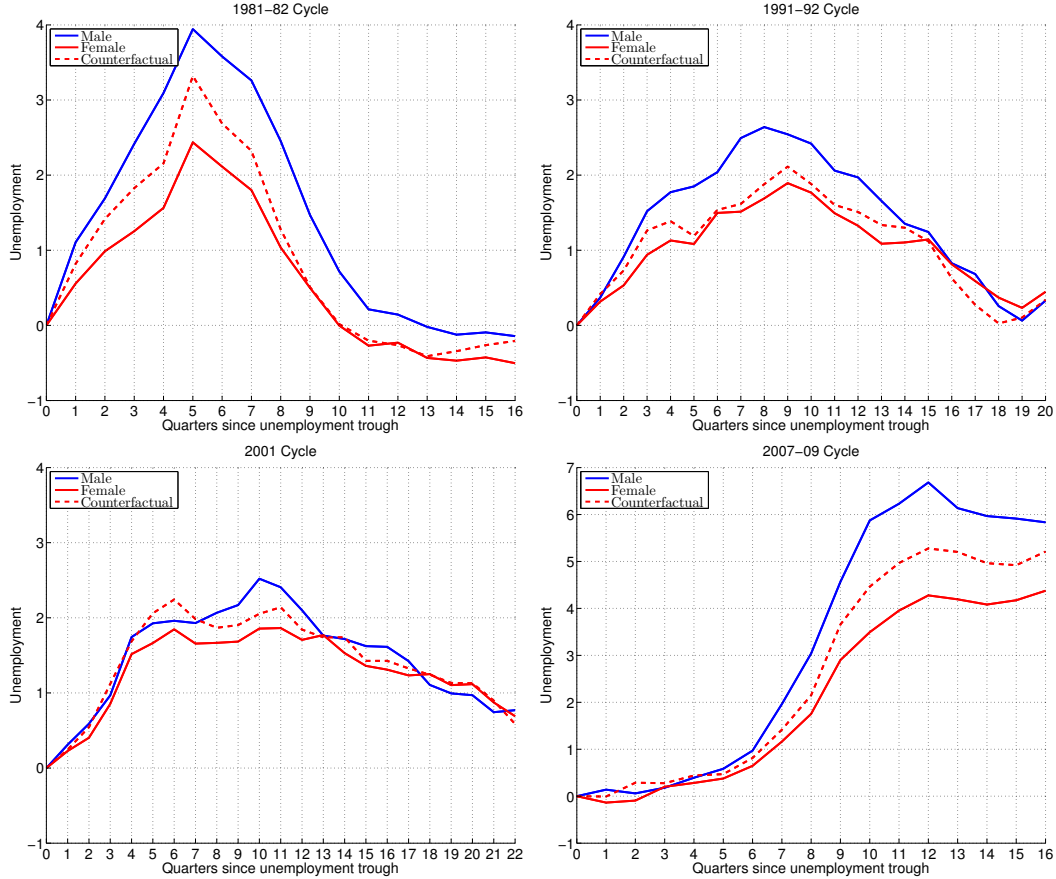 1981−82 Cycle
4
3
2
1
0
−1
Unemployment
Male
Female
Counterfactual
0 1 2 3 4 5 6 7 8 9 10 11 12 13 14 15 16
Quarters since unemployment trough
1991−92 Cycle
4
3
2
1
0
−1
Unemployment
Male
Female
Counterfactual
0 1 2 3 4 5 6 7 8 9 10 11 12 13 14 15 16 17 18 19 20
Quarters since unemployment trough
2001 Cycle
4
3
2
1
0
−1
Unemployment
Male
Female
Counterfactual
0 1 2 3 4 5 6 7 8 9 10 11 12 13 14 15 16 17 18 19 20 21 22
Quarters since unemployment trough
2007−09 Cycle
7
6
5
4
3
2
1
0
−1
Unemployment
Male
Female
Counterfactual
0 1 2 3 4 5 6 7 8 9 10 11 12 13 14 15 16
Quarters since unemployment trough